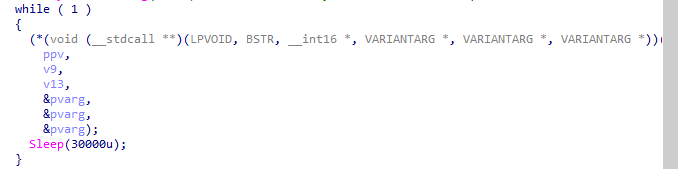 while ( 1 )
{
(*(void (__stdcall **)(LPVOID, BSTR, __int16 *, VARIANTARG *, VARIANTARG *, VARIANTARG *))(
ppv,
v9,
v13,
&pvarg,
&pvarg,
&pvarg);
Sleep(30000u);
}